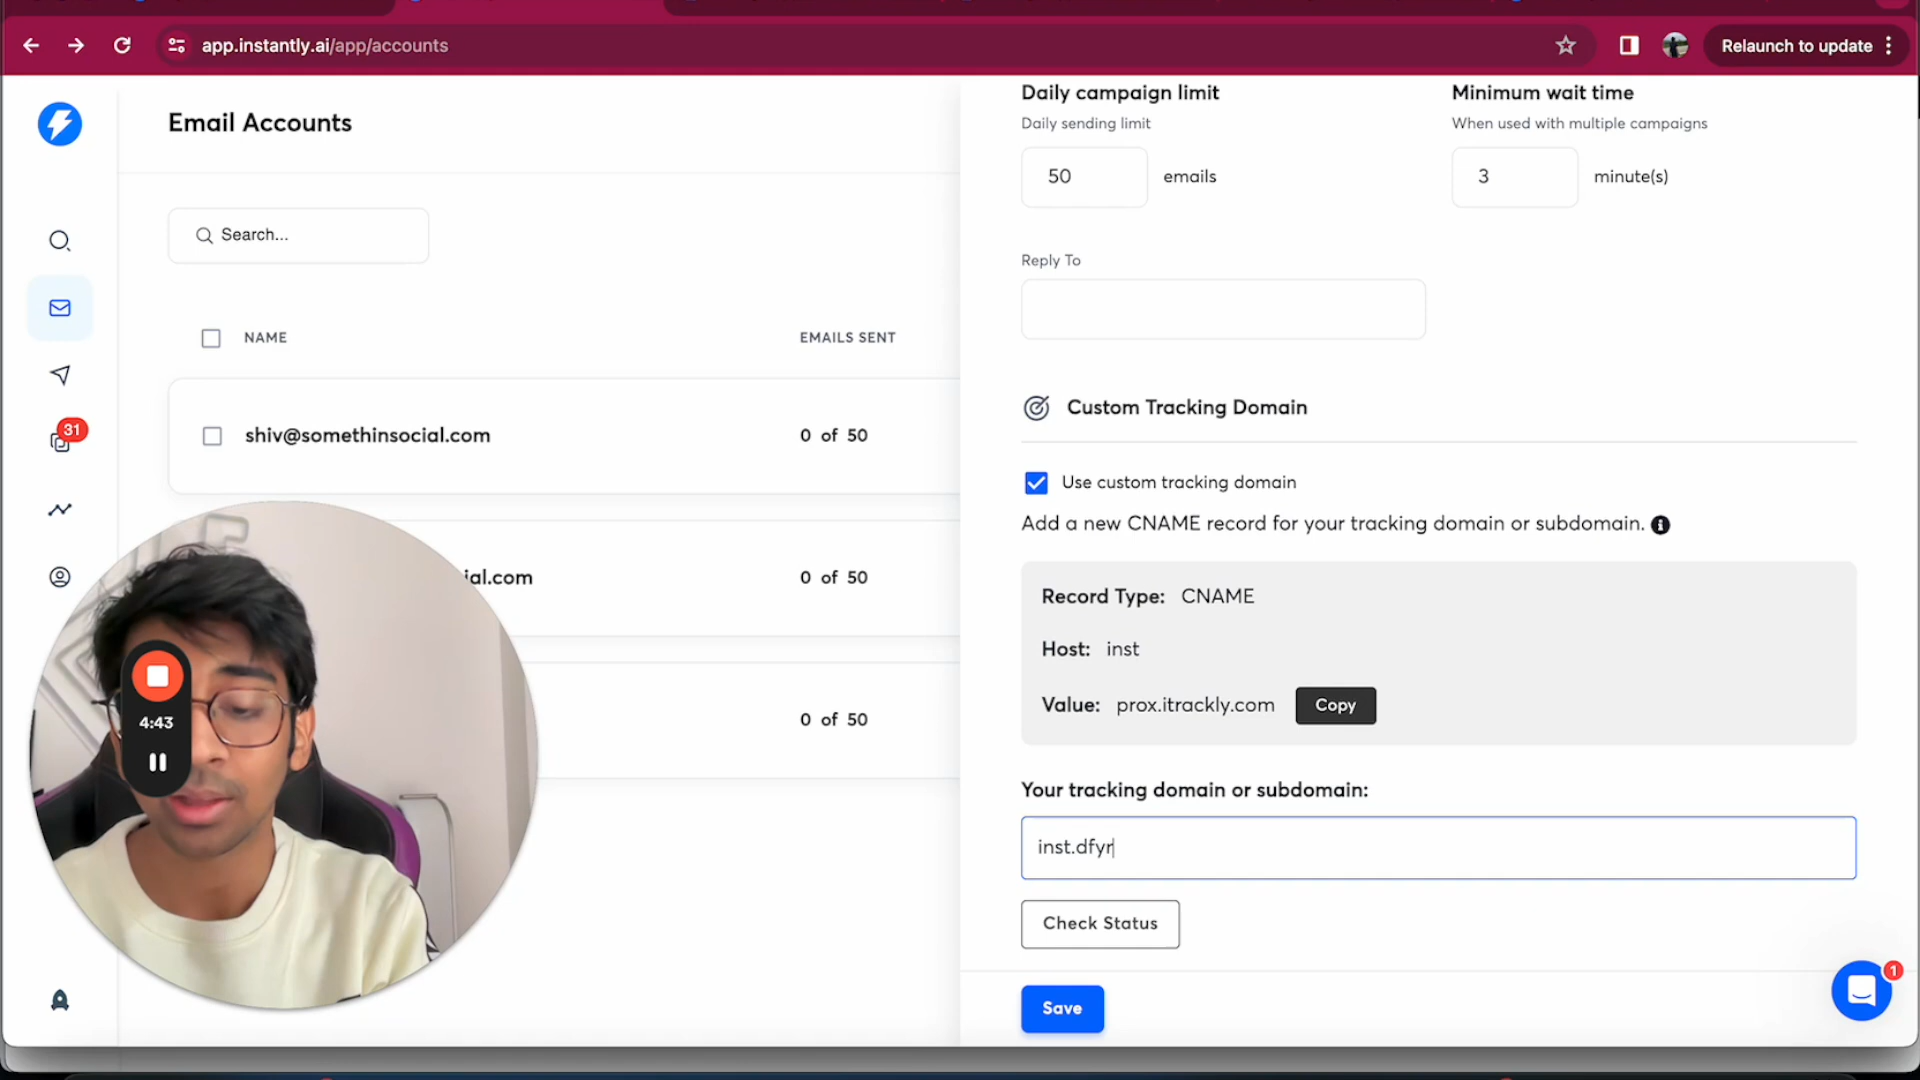 app.instantly.ai/app/accounts
Relaunch to update
Email Accounts
Search...
NAME
EMAILS SENT
shiv@somethinsocial.com
0 of 50
ial.com
0 of 50
0 of 50
31
4:43
Daily campaign limit
Daily sending limit
50
emails
Minimum wait time
When used with multiple campaigns
3
minute(s)
Reply To
Custom Tracking Domain
Use custom tracking domain
Add a new CNAME record for your tracking domain or subdomain.
Record Type: CNAME
Host: inst
Value: prox.itrackly.com
Copy
Your tracking domain or subdomain:
inst.dfyr
Check Status
Save
1